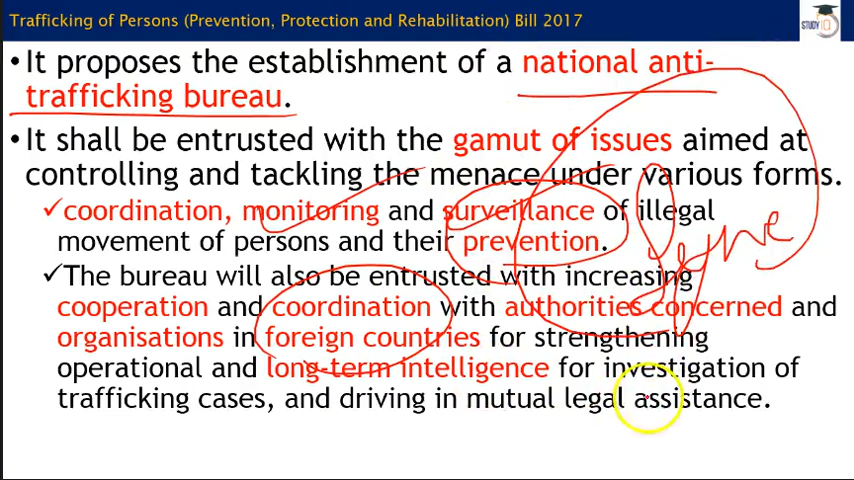 Trafficking of Persons (Prevention, Protection and Rehabilitation) Bill 2017
STUDY IQ
• It proposes the establishment of a national anti-
trafficking bureau.
• It shall be entrusted with the gamut of issues aimed at
controlling and tackling the menace under various forms.
✓coordination, monitoring and surveillance of illegal
movement of persons and their prevention.
✓The bureau will also be entrusted with increasing
cooperation and coordination with authorities concerned and
organisations in foreign countries for strengthening
operational and long-term intelligence for investigation of
trafficking cases, and driving in mutual legal assistance.